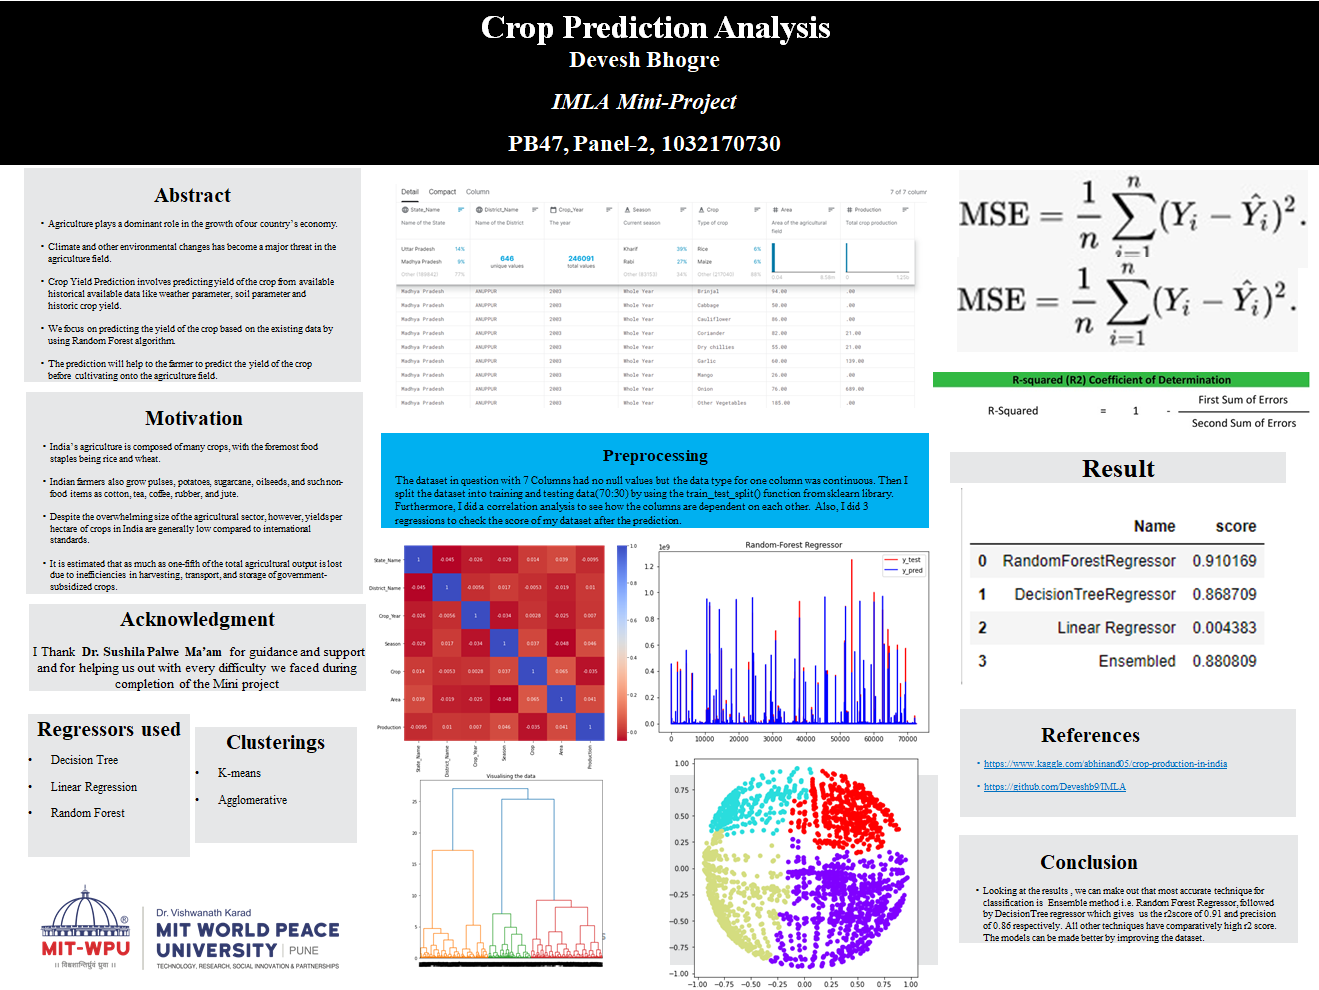 Crop Prediction Analysis
Devesh Bhogre
IMLA Mini-Project
PB47, Panel-2, 1032170730
Abstract
• Agriculture plays a dominant role in the growth of our country's economy.
• Climate and other environmental changes has become a major threat in the
agriculture field.
• Crop Yield Prediction involves predicting yield of the crop from available
historical available data like weather parameter, soil parameter and
historic crop yield.
• We focus on predicting the yield of the crop based on the existing data by
using Random Forest algorithm.
• The prediction will help to the farmer to predict the yield of the crop
before cultivating onto the agriculture field.
Motivation
• India's agriculture is composed of many crops, with the foremost food
staples being rice and wheat.
• Indian farmers also grow pulses, potatoes, sugarcane, oilseeds, and such non-
food items as cotton, tea, coffee, rubber, and jute.
• Despite the overwhelming size of the agricultural sector, however, yields per
hectare of crops in India are generally low compared to international
standards.
• It is estimated that as much as one-fifth of the total agricultural output is lost
due to inefficiencies in harvesting, transport, and storage of government-
subsidized crops.
Acknowledgment
I Thank Dr. Sushila Palwe Ma'am for guidance and support
and for helping us out with every difficulty we faced during
completion of the Mini project
Regressors used
• Decision Tree
• Linear Regression
• Random Forest
Clusterings
• K-means
• Agglomerative
MIT-WPU
®
॥ विश्वशान्तिर्ध्रुवं ध्रुवा ॥
Dr. Vishwanath Karad
MIT WORLD PEACE
UNIVERSITY | PUNE
TECHNOLOGY, RESEARCH, SOCIAL INNOVATION & PARTNERSHIPS
Detail Compact Column 7 of 7 columr
State_Name District_Name Crop_Year Season Crop Area Production
Name of the State Name of the District The year Current season Type of crop Area of the agricultural field Total crop production
Uttar Pradesh 14% Kharif 39% Rice 6%
646 unique values 246091 total values
Madhya Pradesh 9% Rabi 27% Maize 6%
Other (189842) 77% Other (83153) 34% Other (217040) 88% 0.04 8.58m 0 1.25b
Madhya Pradesh ANUPPUR 2003 Whole Year Brinjal 94.00 .00
Madhya Pradesh ANUPPUR 2003 Whole Year Cabbage 50.00 .00
Madhya Pradesh ANUPPUR 2003 Whole Year Cauliflower 86.00 .00
Madhya Pradesh ANUPPUR 2003 Whole Year Coriander 82.00 21.00
Madhya Pradesh ANUPPUR 2003 Whole Year Dry chillies 55.00 21.00
Madhya Pradesh ANUPPUR 2003 Whole Year Garlic 60.00 139.00
Madhya Pradesh ANUPPUR 2003 Whole Year Mango 26.00 .00
Madhya Pradesh ANUPPUR 2003 Whole Year Onion 76.00 609.00
Madhya Pradesh ANUPPUR 2003 Whole Year Other Vegetables 185.00 .00
Preprocessing
The dataset in question with 7 Columns had no null values but the data type for one column was continuous. Then I
split the dataset into training and testing data(70:30) by using the train_test_split() function from sklearn library.
Furthermore, I did a correlation analysis to see how the columns are dependent on each other. Also, I did 3
regressions to check the score of my dataset after the prediction.
State_Name 1 -0.045 -0.026 -0.029 0.014 0.039 -0.0095
District_Name -0.045 1 -0.0056 0.017 -0.0053 -0.019 0.01
Crop_Year -0.026 -0.0056 1 -0.034 0.0028 -0.025 0.007
Season -0.029 0.017 -0.034 1 0.037 -0.048 0.046
Crop 0.014 -0.0053 0.0028 0.037 1 0.065 -0.035
Area 0.039 -0.019 -0.025 -0.048 0.065 1 0.041
Production -0.0095 0.01 0.007 0.046 -0.035 0.041 1
State_Name District_Name Crop_Year Season Crop Area Production
1.0
0.8
0.6
0.4
0.2
0.0
Random-Forest Regressor
1e9
y_test
y_pred
1.2
1.0
0.8
0.6
0.4
0.2
0.0
0 10000 20000 30000 40000 50000 60000 70000
Visualising the data
25
20
15
10
5
0
1.00
0.75
0.50
0.25
0.00
−0.25
−0.50
−0.75
−1.00
−1.00 −0.75 −0.50 −0.25 0.00 0.25 0.50 0.75 1.00
MSE = 1/n ∑ i=1 n (Yi − Ŷi)².
MSE = 1/n ∑ i=1 n (Yi − Ŷi)².
R-squared (R2) Coefficient of Determination
R-Squared = 1 - First Sum of Errors
Second Sum of Errors
Result
Name score
0 RandomForestRegressor 0.910169
1 DecisionTreeRegressor 0.868709
2 Linear Regressor 0.004383
3 Ensembled 0.880809
References
• https://www.kaggle.com/abhinand05/crop-production-in-india
• https://github.com/Deveshb9/IMLA
Conclusion
• Looking at the results , we can make out that most accurate technique for
classification is Ensemble method i.e. Random Forest Regressor, followed
by DecisionTree regressor which gives us the r2score of 0.91 and precision
of 0.86 respectively. All other techniques have comparatively high r2 score.
The models can be made better by improving the dataset.